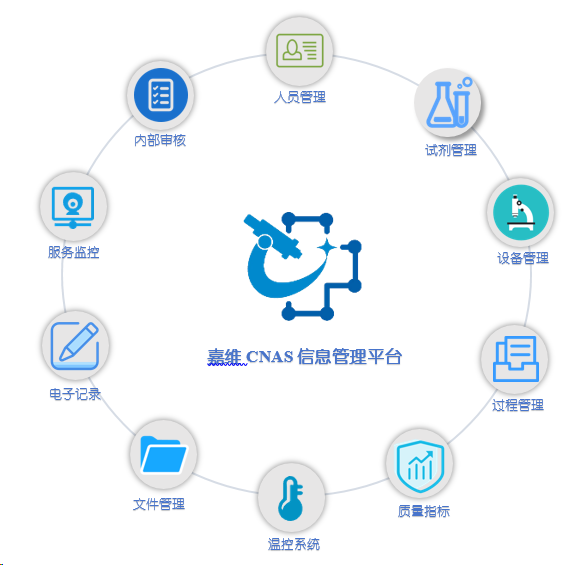 人员管理
内部审核
试剂管理
服务监控
设备管理
嘉维 CNAS 信息管理平台
电子记录
过程管理
文件管理
质量指标
温控系统